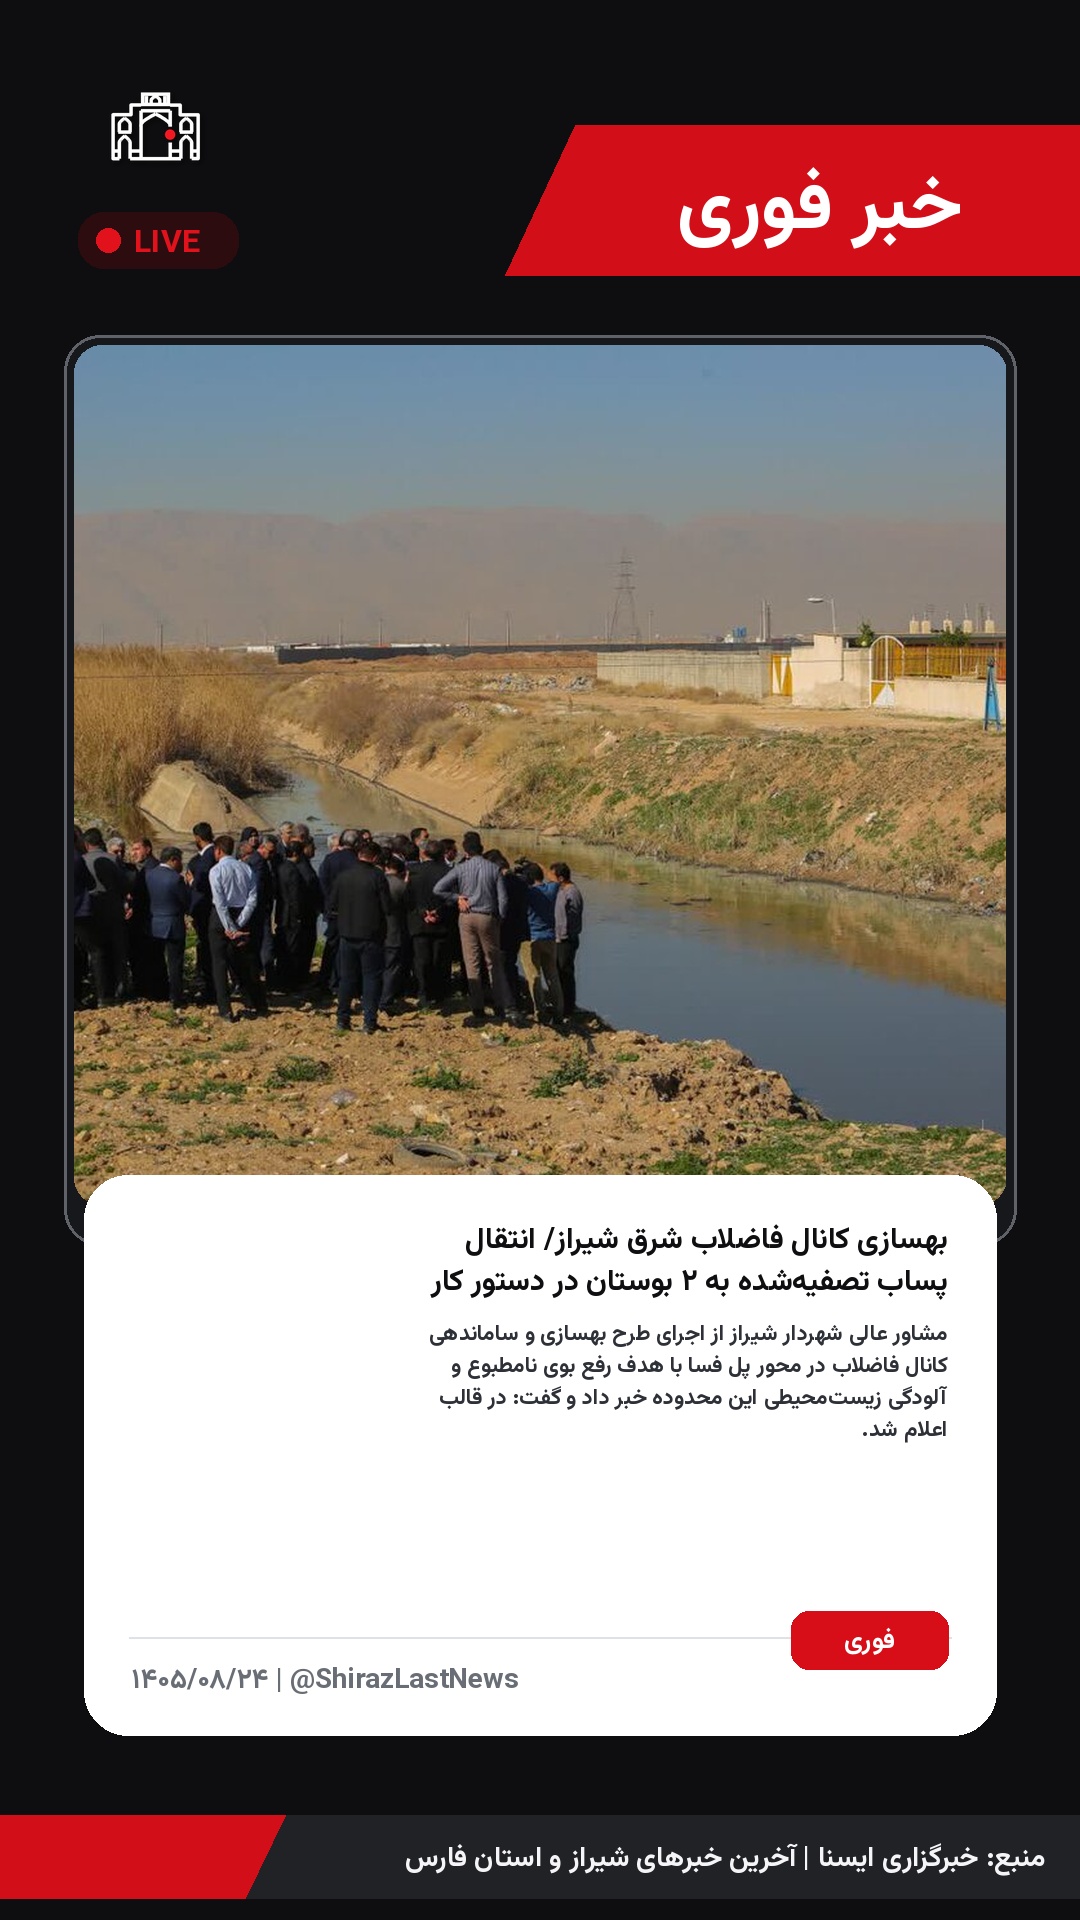 خبر فوری
LIVE
بهسازی کانال فاضلاب شرق شیراز/ انتقال
پساب تصفیه‌شده به ۲ بوستان در دستور کار
مشاور عالی شهردار شیراز از اجرای طرح بهسازی و ساماندهی
کانال فاضلاب در محور پل فسا با هدف رفع بوی نامطبوع و
آلودگی زیست‌محیطی این محدوده خبر داد و گفت: در قالب
اعلام شد.
فوری
۱۴۰۵/۰۸/۲۴ | @ShirazLastNews
منبع: خبرگزاری ایسنا | آخرین خبرهای شیراز و استان فارس